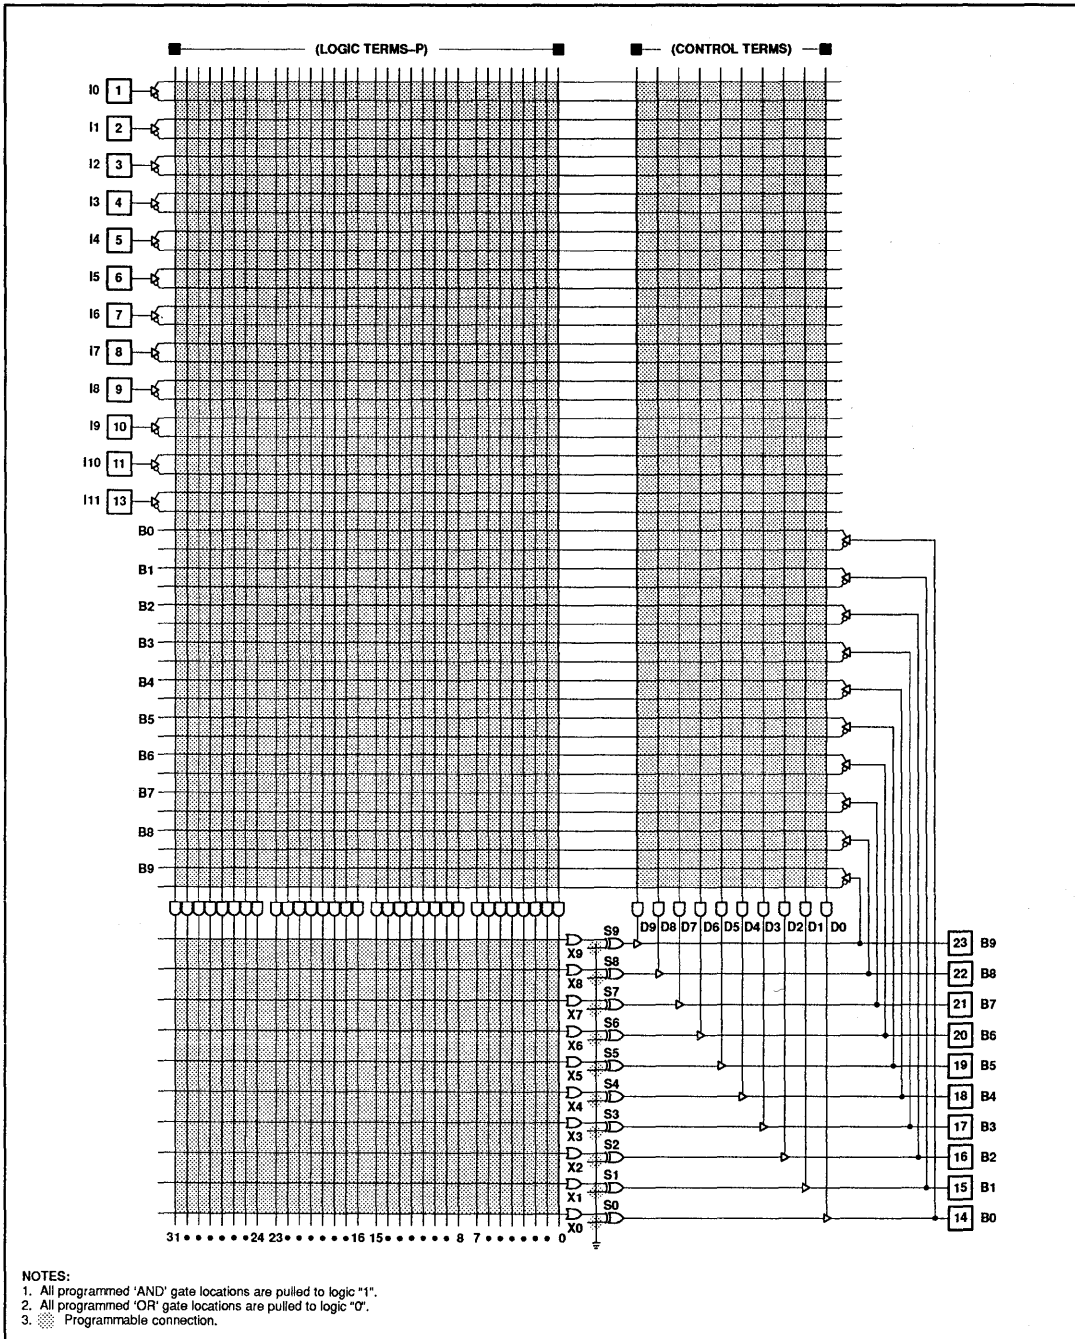 (LOGIC TERMS–P) (CONTROL TERMS)
I0 1
I1 2
I2 3
I3 4
I4 5
I5 6
I6 7
I7 8
I8 9
I9 10
I10 11
I11 13
B0
B1
B2
B3
B4
B5
B6
B7
B8
B9
D9 D8 D7 D6 D5 D4 D3 D2 D1 D0
S9 X9 23 B9
S8 X8 22 B8
S7 X7 21 B7
S6 X6 20 B6
S5 X5 19 B5
S4 X4 18 B4
S3 X3 17 B3
S2 X2 16 B2
S1 X1 15 B1
S0 X0 14 B0
31 24 23 16 15 8 7 0
NOTES:
1. All programmed 'AND' gate locations are pulled to logic "1".
2. All programmed 'OR' gate locations are pulled to logic "0".
3. Programmable connection.